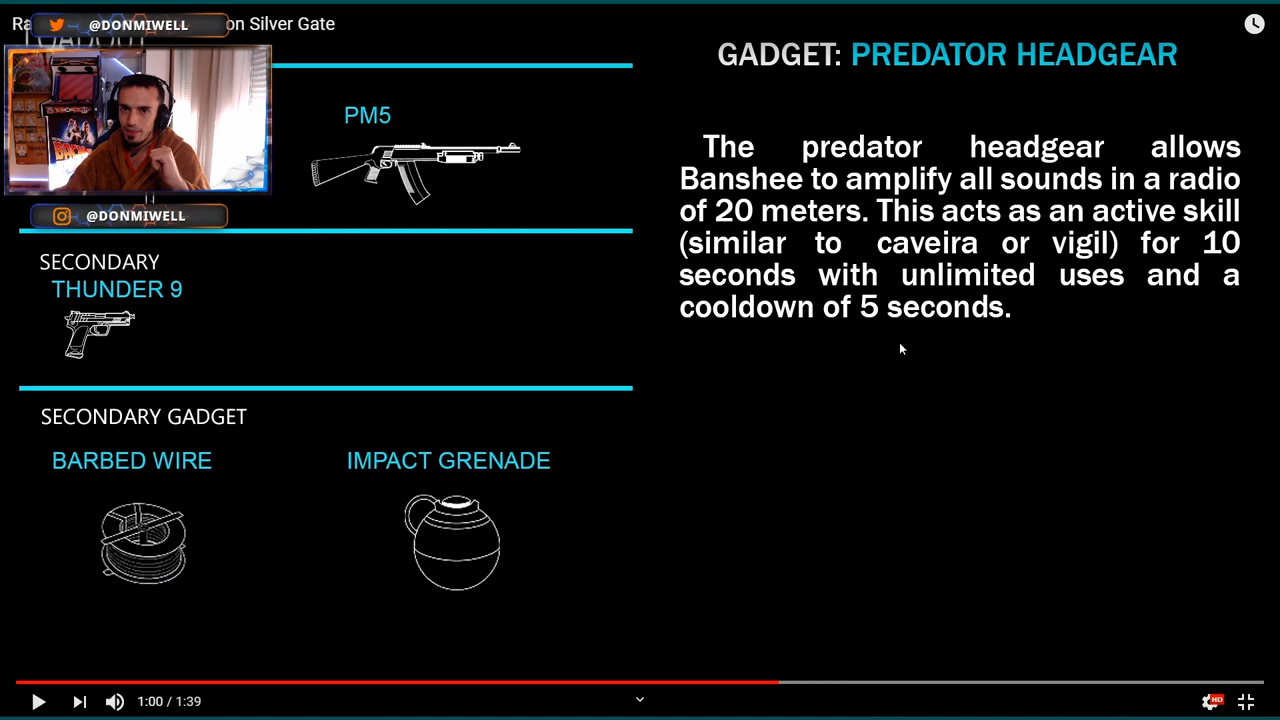 Ra
on Silver Gate
@DONMIWELL
LOADOUT
GADGET: PREDATOR HEADGEAR
PM5
@DONMIWELL
The predator headgear allows
Banshee to amplify all sounds in a radio
of 20 meters. This acts as an active skill
(similar to caveira or vigil) for 10
seconds with unlimited uses and a
cooldown of 5 seconds.
SECONDARY
THUNDER 9
SECONDARY GADGET
BARBED WIRE
IMPACT GRENADE
1:00 / 1:39
HD